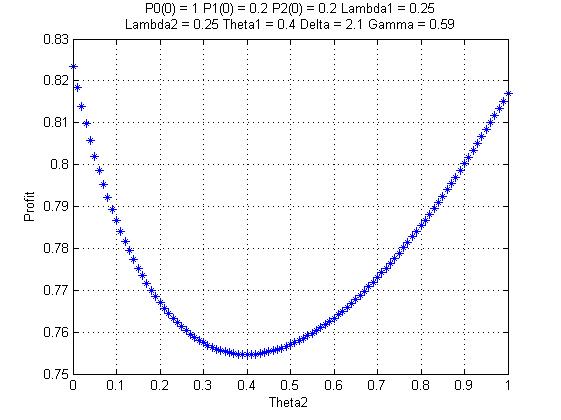 P0(0) = 1 P1(0) = 0.2 P2(0) = 0.2 Lambda1 = 0.25
Lambda2 = 0.25 Theta1 = 0.4 Delta = 2.1 Gamma = 0.59
0.83
0.82
0.81
0.8
0.79
0.78
0.77
0.76
0.75
Profit
0 0.1 0.2 0.3 0.4 0.5 0.6 0.7 0.8 0.9 1
Theta2